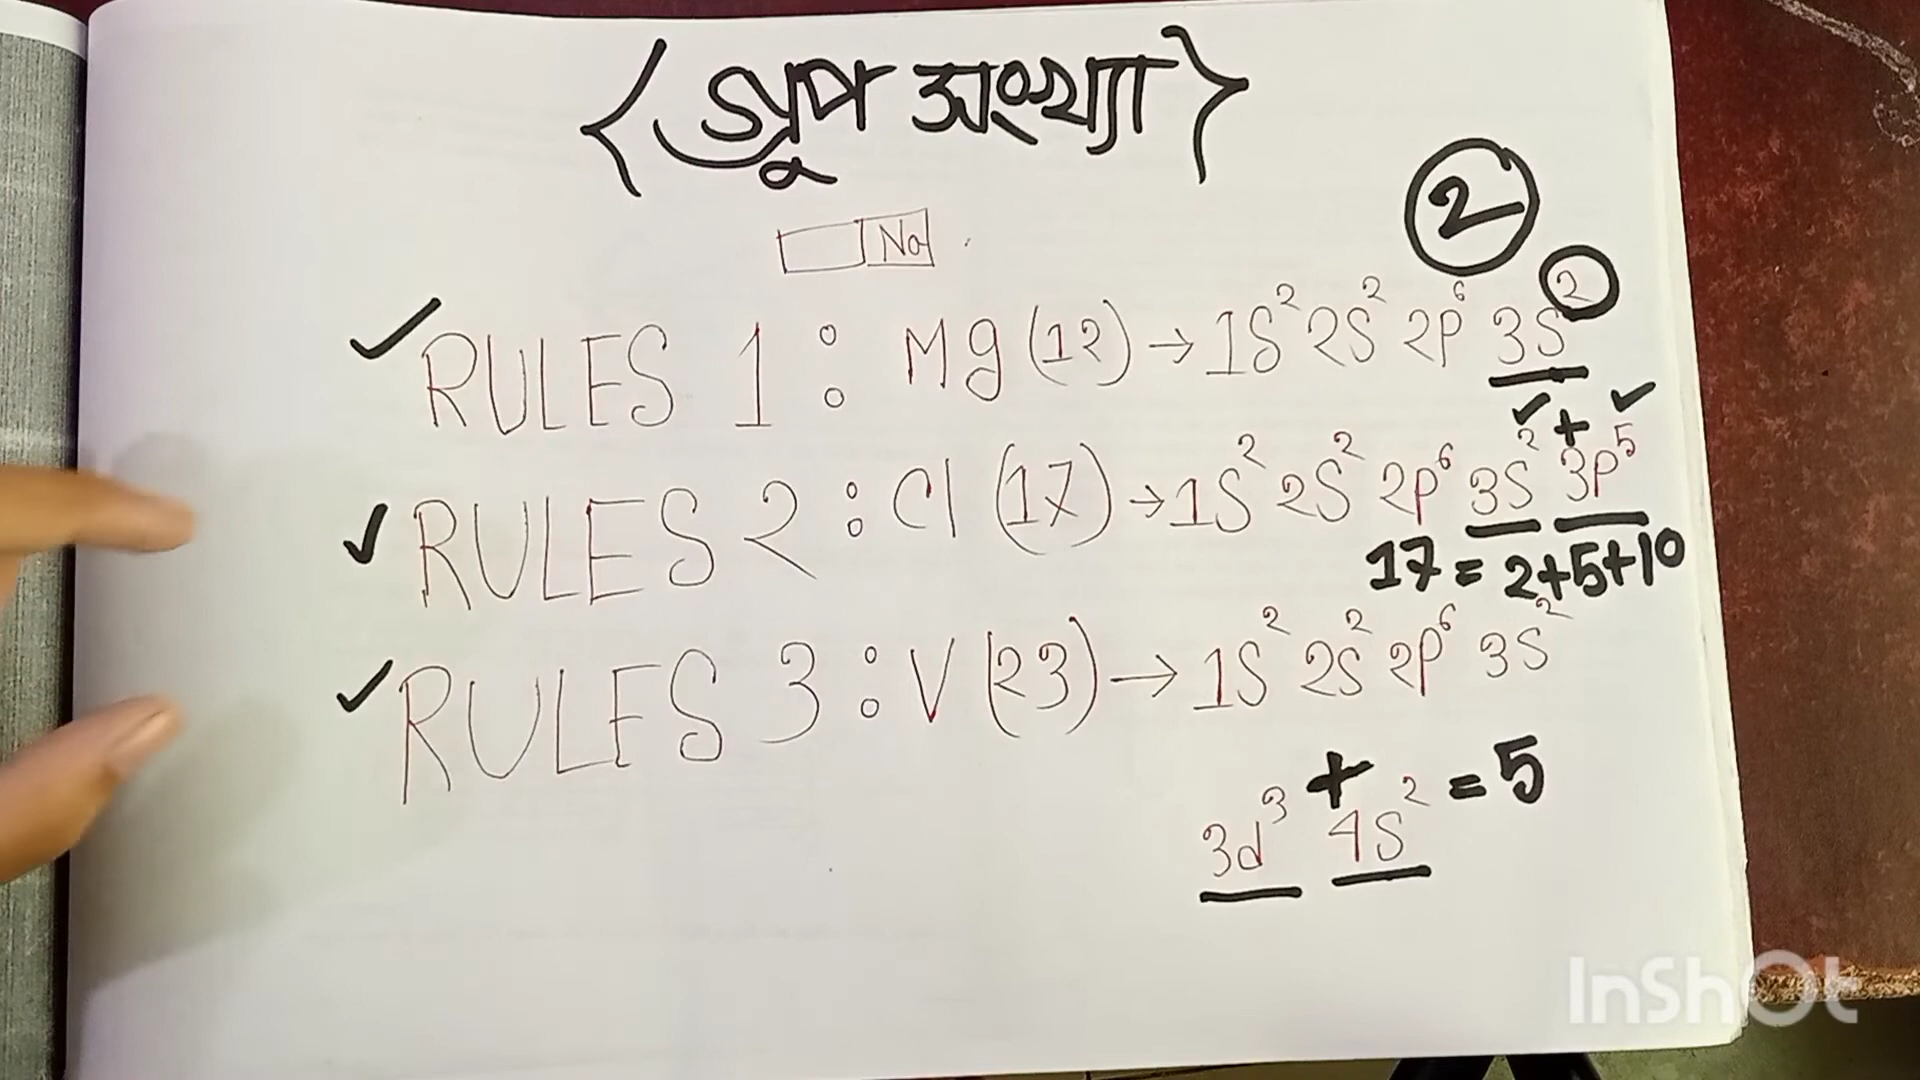 <গ্রুপ সংখ্যা>
No
2
RULES 1 : Mg (12) → 1S² 2S² 2P⁶ 3S²
+
RULES 2 : Cl (17) → 1S² 2S² 2P⁶ 3S² 3P⁵
17 = 2+5+10
RULES 3 : V (23) → 1S² 2S² 2P⁶ 3S²
3d³ + 4S² = 5
InShOt